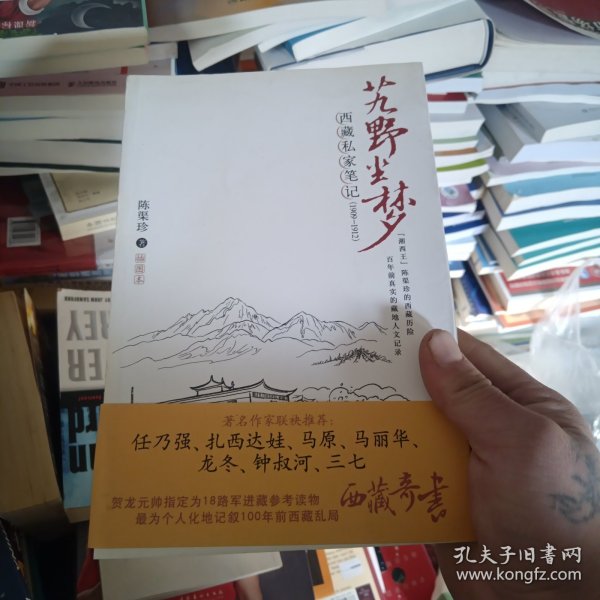 艽野尘梦
西藏私家笔记(1909~1912)
「湘西王」陈渠珍的西藏历险
百年前真实的藏地人文记录
陈渠珍 著 插图本
著名作家联袂推荐：
任乃强、扎西达娃、马原、马丽华、
龙冬、钟叔河、三七
贺龙元帅指定为18路军进藏参考读物
最为个人化地记叙100年前西藏乱局
西藏奇書
孔夫子旧書网
www.kongfz.com